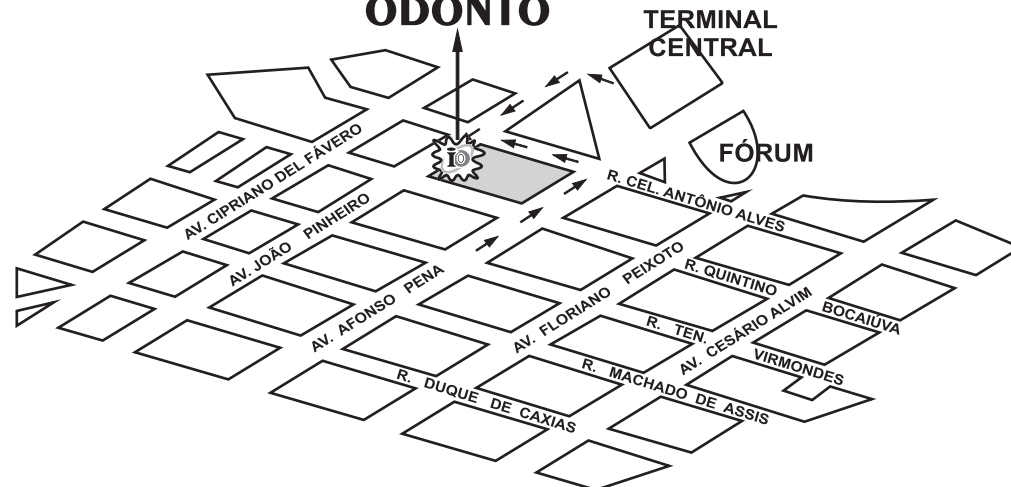 ODONTO
TERMINAL
CENTRAL
FÓRUM
iO
AV. CIPRIANO DEL FÁVERO
AV. JOÃO PINHEIRO
AV. AFONSO PENA
AV. FLORIANO PEIXOTO
AV. CESÁRIO ALVIM
R. CEL. ANTÔNIO ALVES
R. QUINTINO BOCAIÚVA
R. TEN. VIRMONDES
R. MACHADO DE ASSIS
R. DUQUE DE CAXIAS